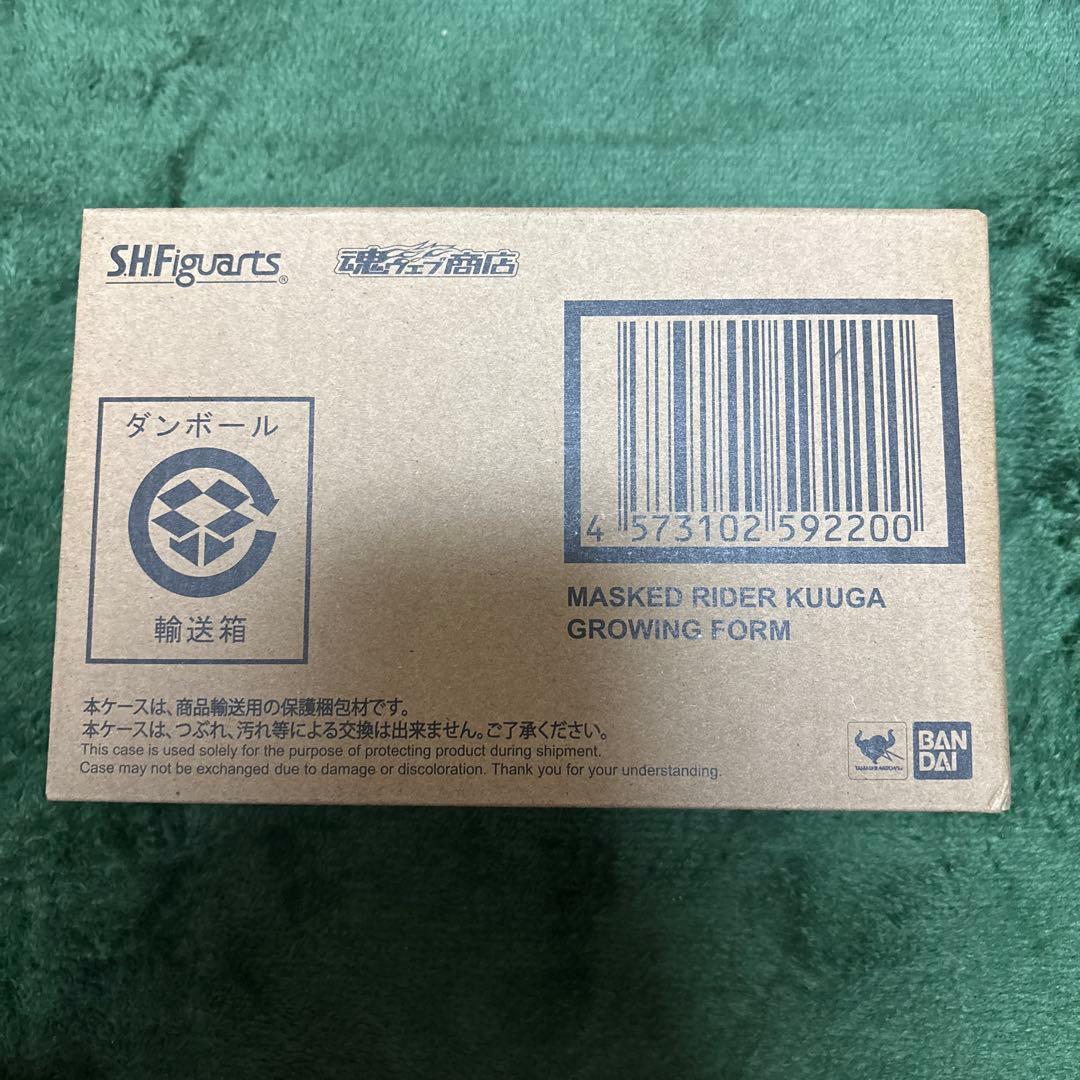 S.H.Figuarts®
魂ウェブ商店
4 573102 592200
MASKED RIDER KUUGA
GROWING FORM
ダンボール
輸送箱
本ケースは、商品輸送用の保護梱包材です。
本ケースは、つぶれ、汚れ等による交換は出来ません。ご了承ください。
This case is used solely for the purpose of protecting product during shipment.
Case may not be exchanged due to damage or discoloration. Thank you for your understanding.
TAMASHII NATIONS
BAN
DAI